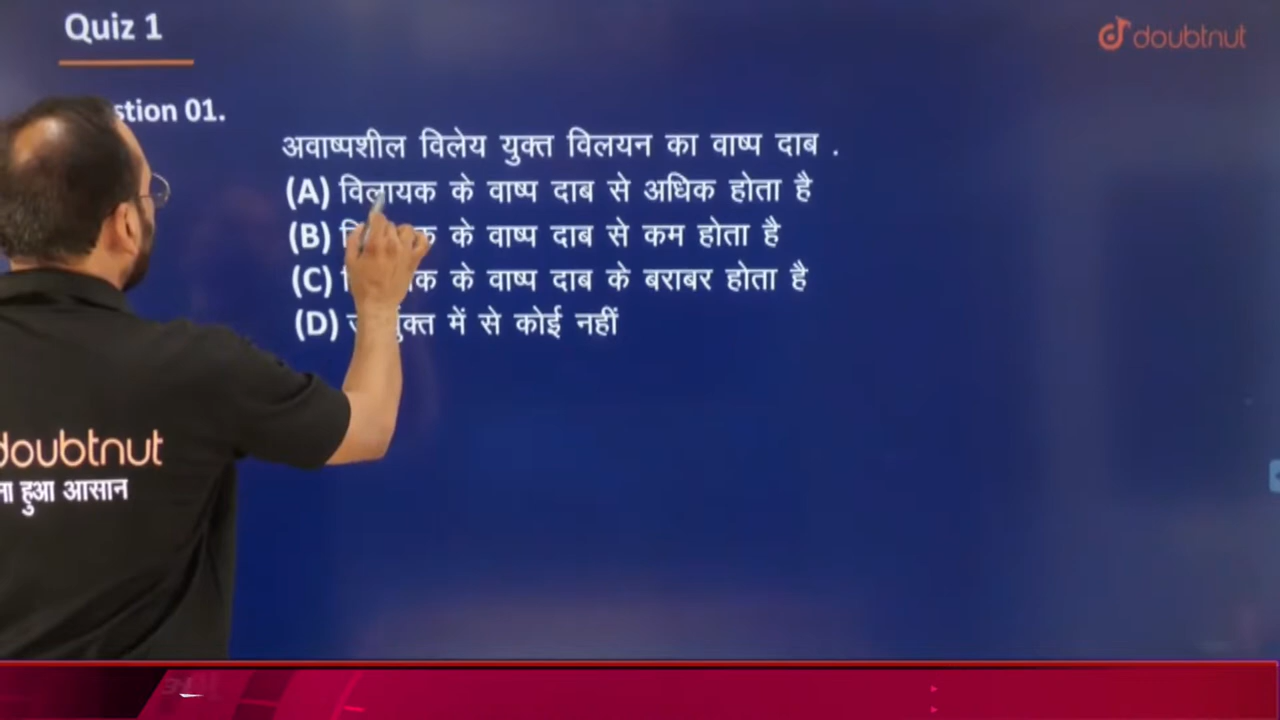 Quiz 1
doubtnut
stion 01.
अवाष्पशील विलेय युक्त विलयन का वाष्प दाब .
(A) विलायक के वाष्प दाब से अधिक होता है
(B) के वाष्प दाब से कम होता है
(C) के वाष्प दाब के बराबर होता है
(D) में से कोई नहीं
doubtnut
ना हुआ आसान